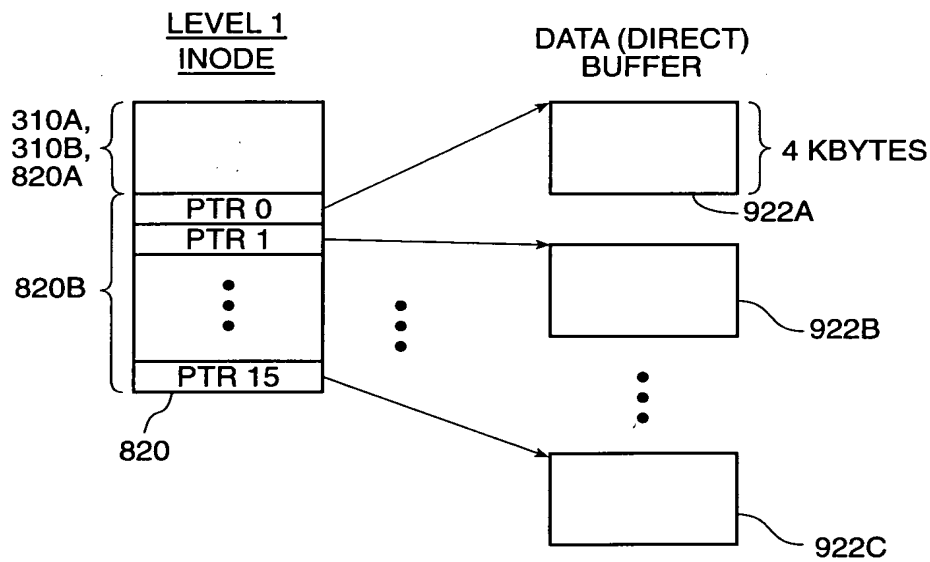 LEVEL 1
INODE
DATA (DIRECT)
BUFFER
310A,
310B,
820A
4 KBYTES
PTR 0
922A
PTR 1
820B
922B
PTR 15
820
922C